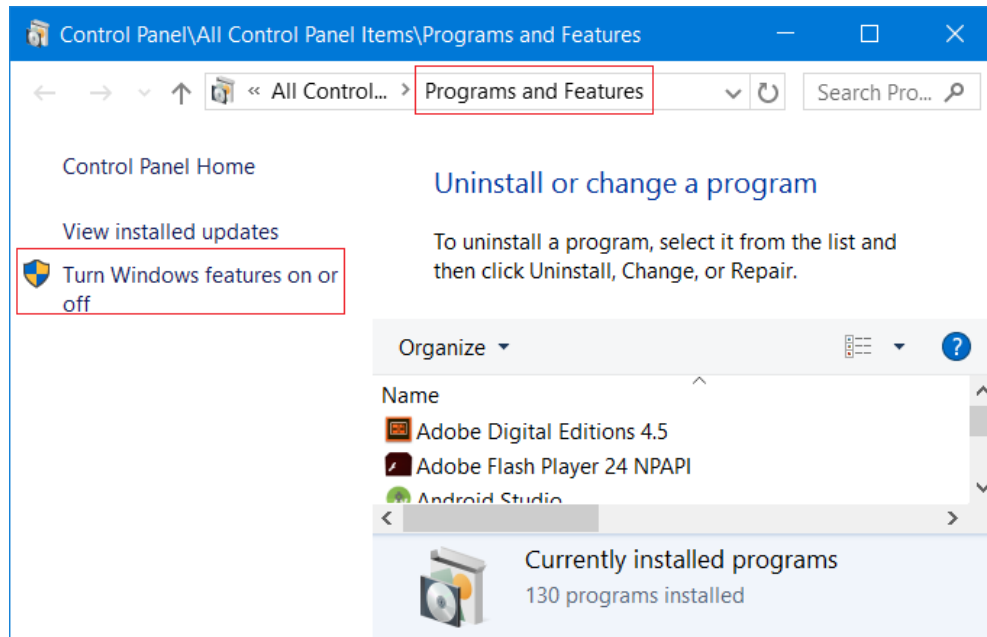 Control Panel\All Control Panel Items\Programs and Features
« All Control... > Programs and Features
Search Pro...
Control Panel Home
View installed updates
Turn Windows features on or
off
Uninstall or change a program
To uninstall a program, select it from the list and
then click Uninstall, Change, or Repair.
Organize
?
Name
Adobe Digital Editions 4.5
Adobe Flash Player 24 NPAPI
Android Studio
Currently installed programs
130 programs installed